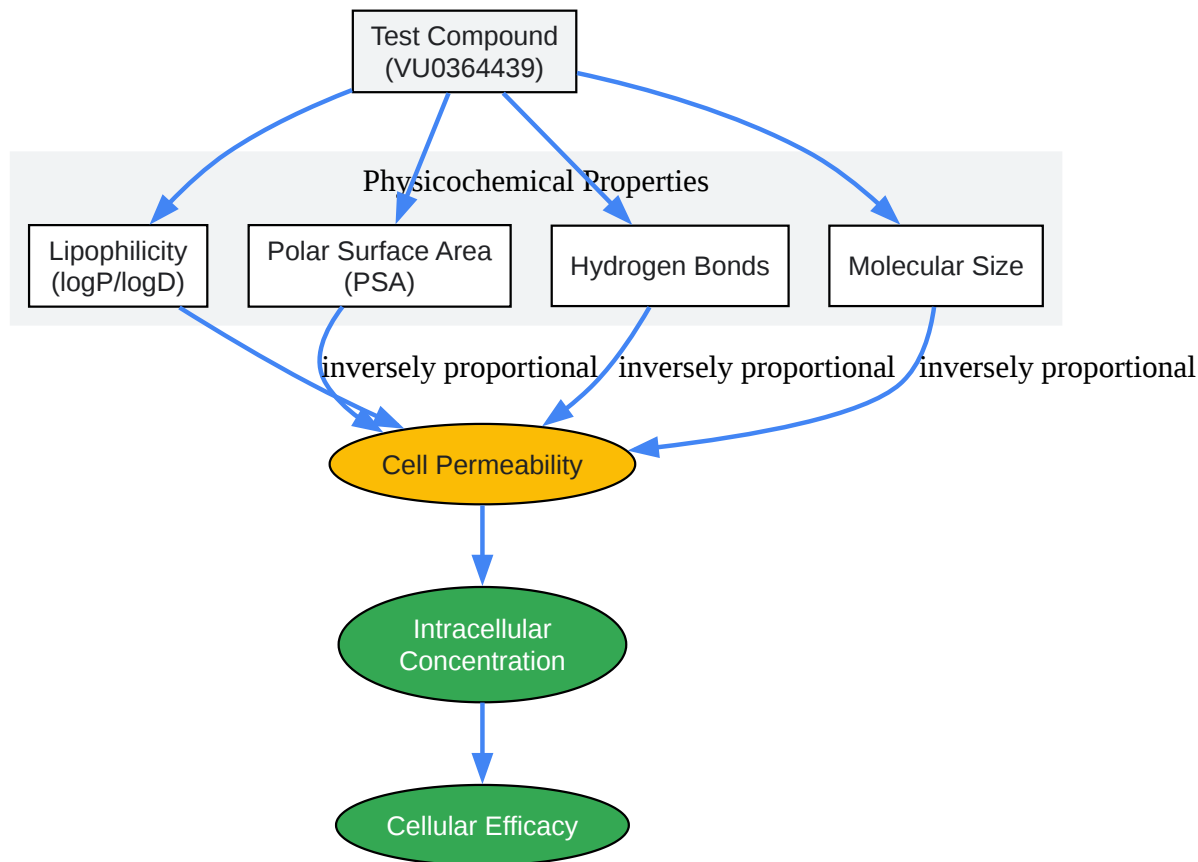 Test Compound
(VU0364439)
Physicochemical Properties
Lipophilicity
(logP/logD)
Polar Surface Area
(PSA)
Hydrogen Bonds
Molecular Size
inversely proportional
inversely proportional
inversely proportional
Cell Permeability
Intracellular
Concentration
Cellular Efficacy